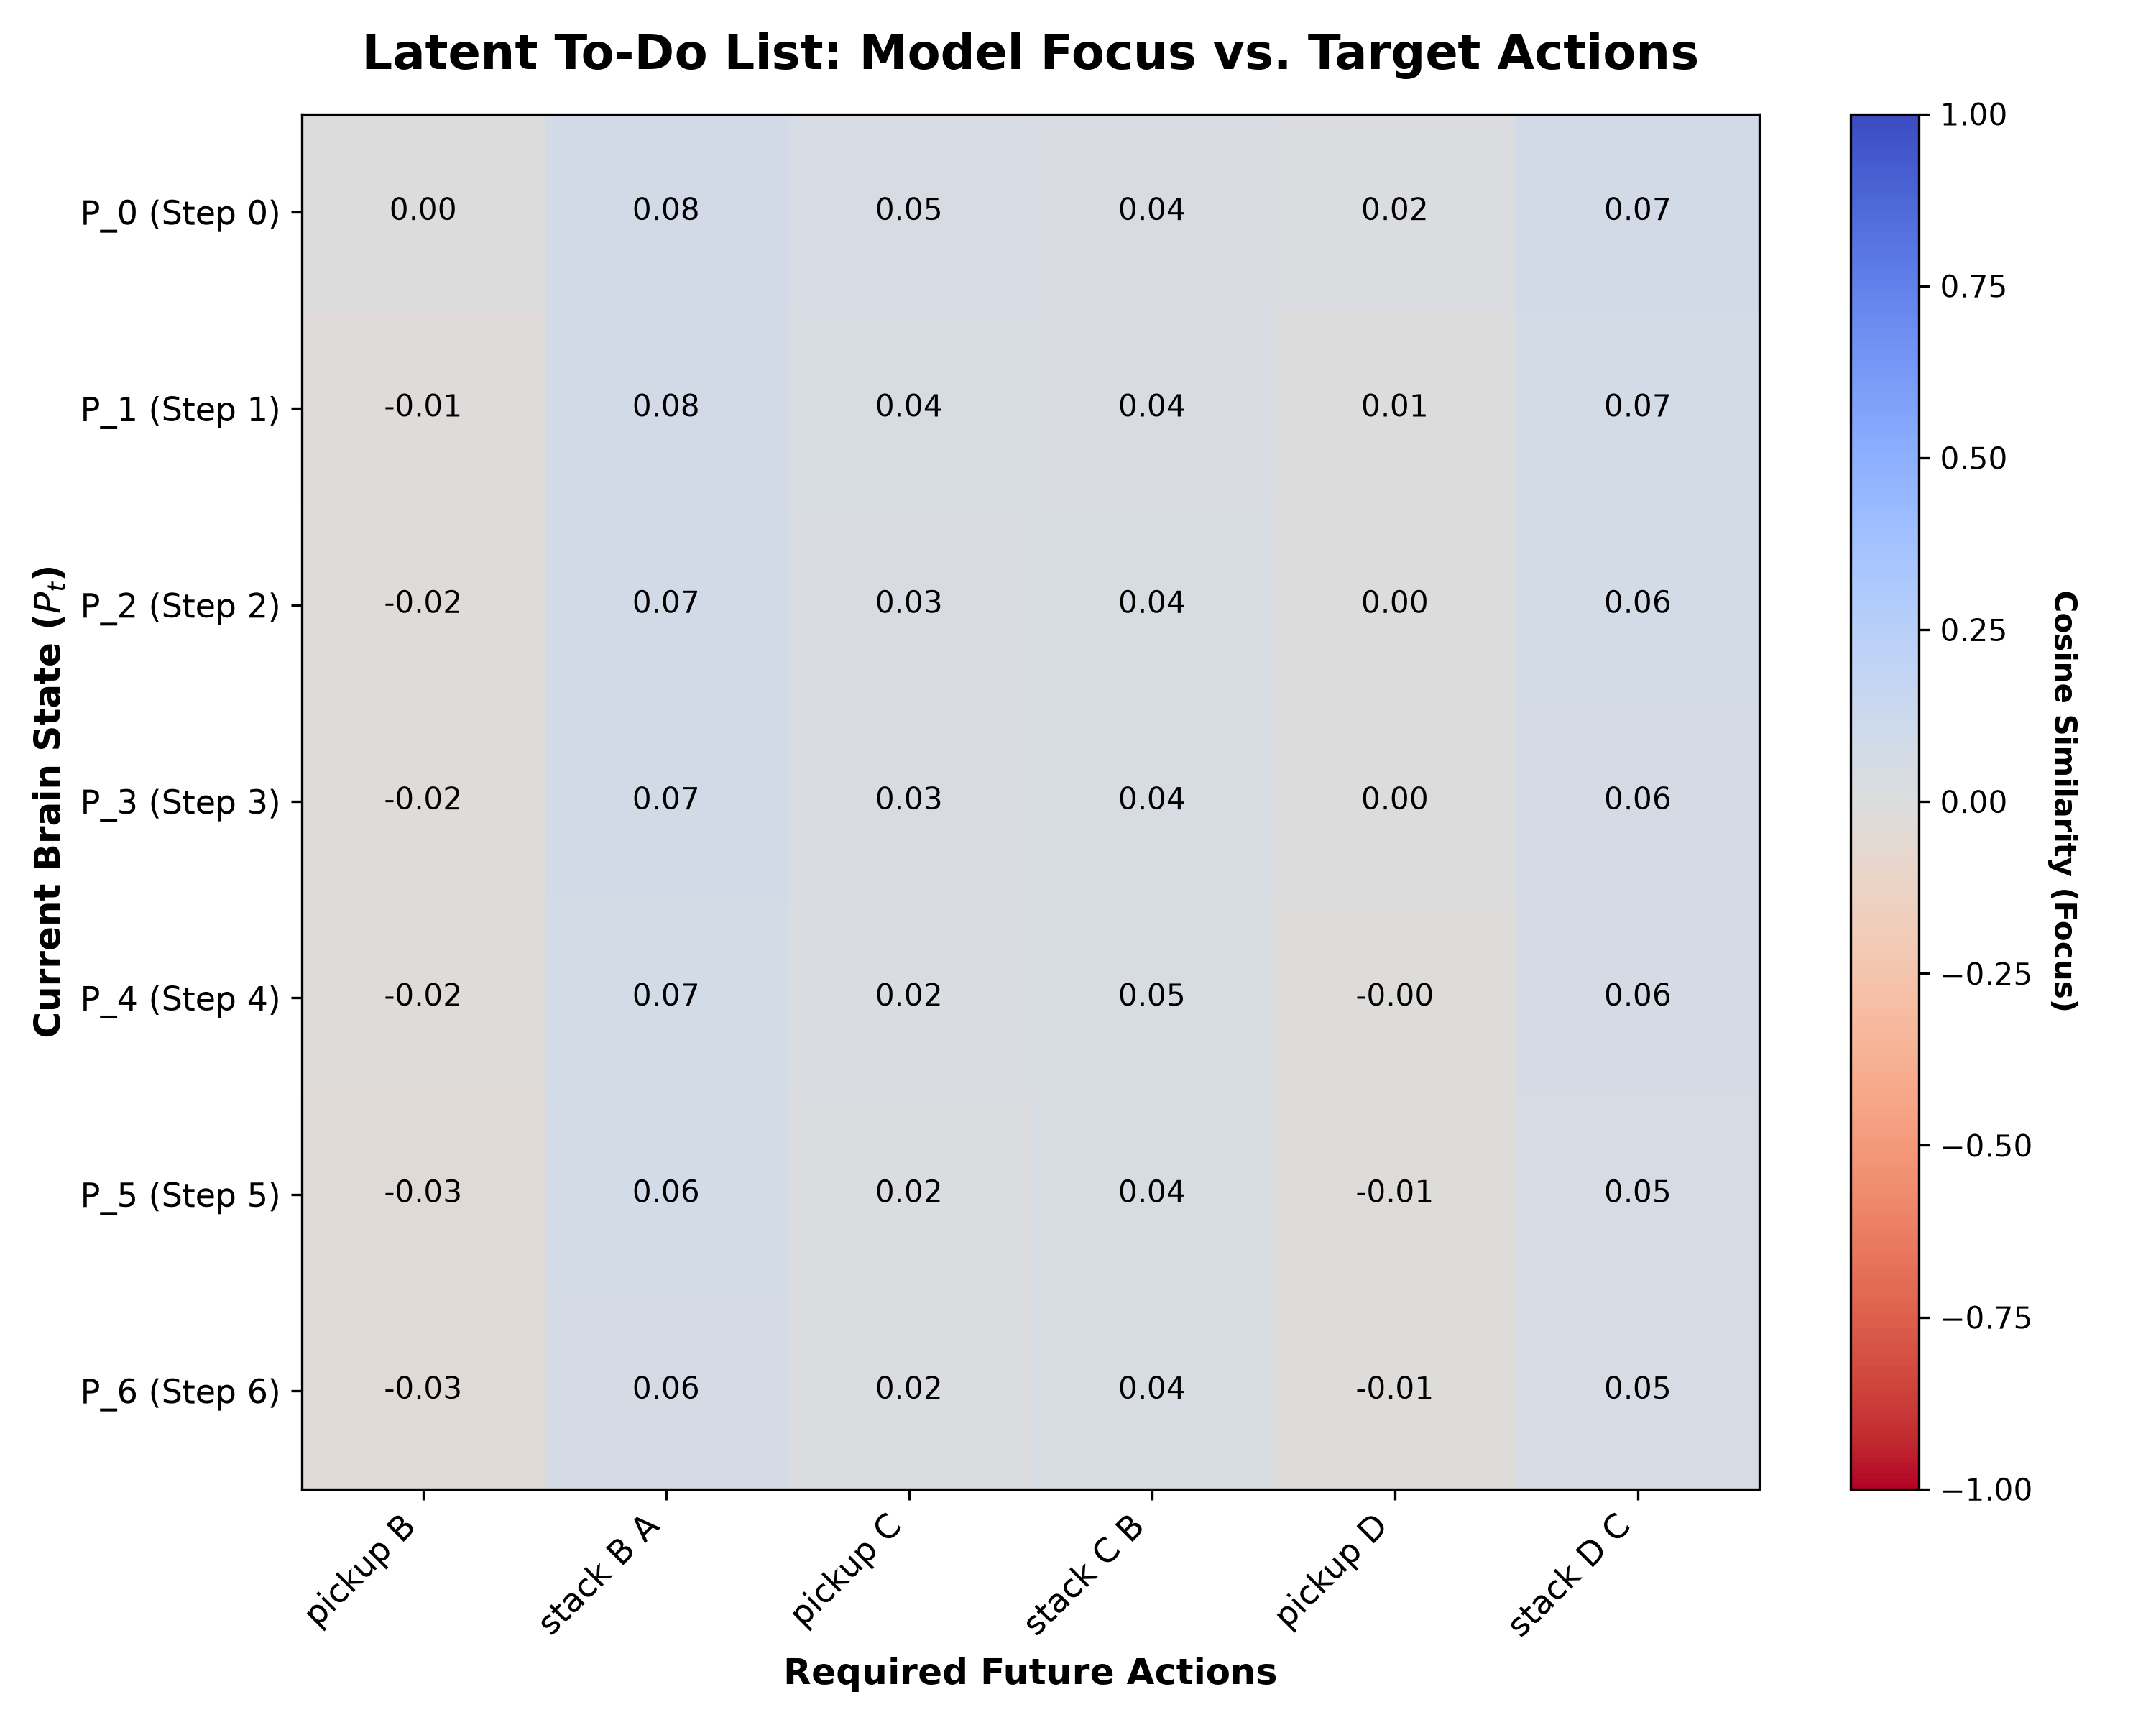 Latent To-Do List: Model Focus vs. Target Actions
Current Brain State (P_t)
P_0 (Step 0) 0.00 0.08 0.05 0.04 0.02 0.07
P_1 (Step 1) -0.01 0.08 0.04 0.04 0.01 0.07
P_2 (Step 2) -0.02 0.07 0.03 0.04 0.00 0.06
P_3 (Step 3) -0.02 0.07 0.03 0.04 0.00 0.06
P_4 (Step 4) -0.02 0.07 0.02 0.05 -0.00 0.06
P_5 (Step 5) -0.03 0.06 0.02 0.04 -0.01 0.05
P_6 (Step 6) -0.03 0.06 0.02 0.04 -0.01 0.05
pickup B stack B A pickup C stack C B pickup D stack D C
Required Future Actions
1.00
0.75
0.50
0.25
0.00
−0.25
−0.50
−0.75
−1.00
Cosine Similarity (Focus)